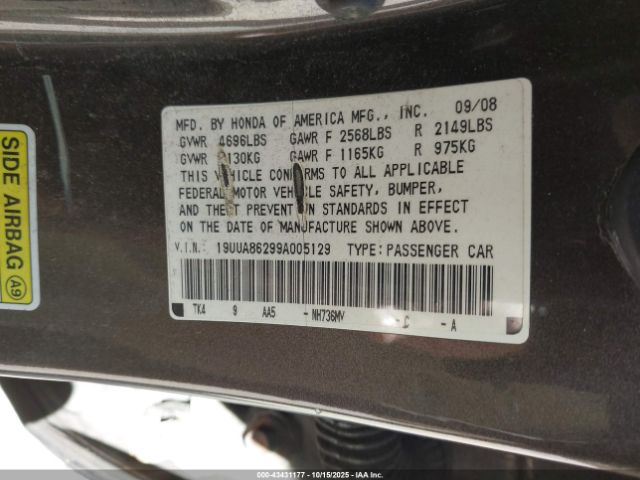 MFD. BY HONDA OF AMERICA MFG., INC. 09/08
GVWR 4696LBS GAWR F 2568LBS R 2149LBS
GVWR 2130KG GAWR F 1165KG R 975KG
THIS VEHICLE CONFORMS TO ALL APPLICABLE
FEDERAL MOTOR VEHICLE SAFETY, BUMPER,
AND THEFT PREVENTION STANDARDS IN EFFECT
ON THE DATE OF MANUFACTURE SHOWN ABOVE.
V.I.N. 19UUA86299A005129 TYPE:PASSENGER CAR
TK4 9 AA5 -NH736MV -C -A
SIDE AIRBAG A9
00-43431177 - 10/15/2025 - IAA Inc.